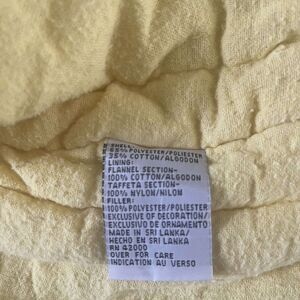 SHELL:
65% POLYESTER/POLIESTER
35% COTTON/ALGODON
LINING:
FLANNEL SECTION-
100% COTTON/ALGODON
TAFFETA SECTION-
100% NYLON/NILON
FILLER:
100% POLYESTER/POLIESTER
EXCLUSIVE OF DECORATION/
EXCLUSIVO DE ORNAMENTO
MADE IN SRI LANKA/
HECHO EN SRI LANKA
RN 42000
OVER FOR CARE
INDICATION AU VERSO